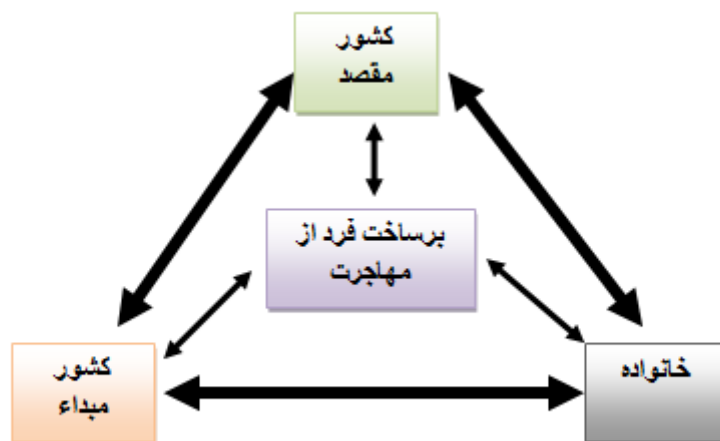 کشور
مقصد
برساخت فرد از
مهاجرت
کشور
مبداء
خانواده